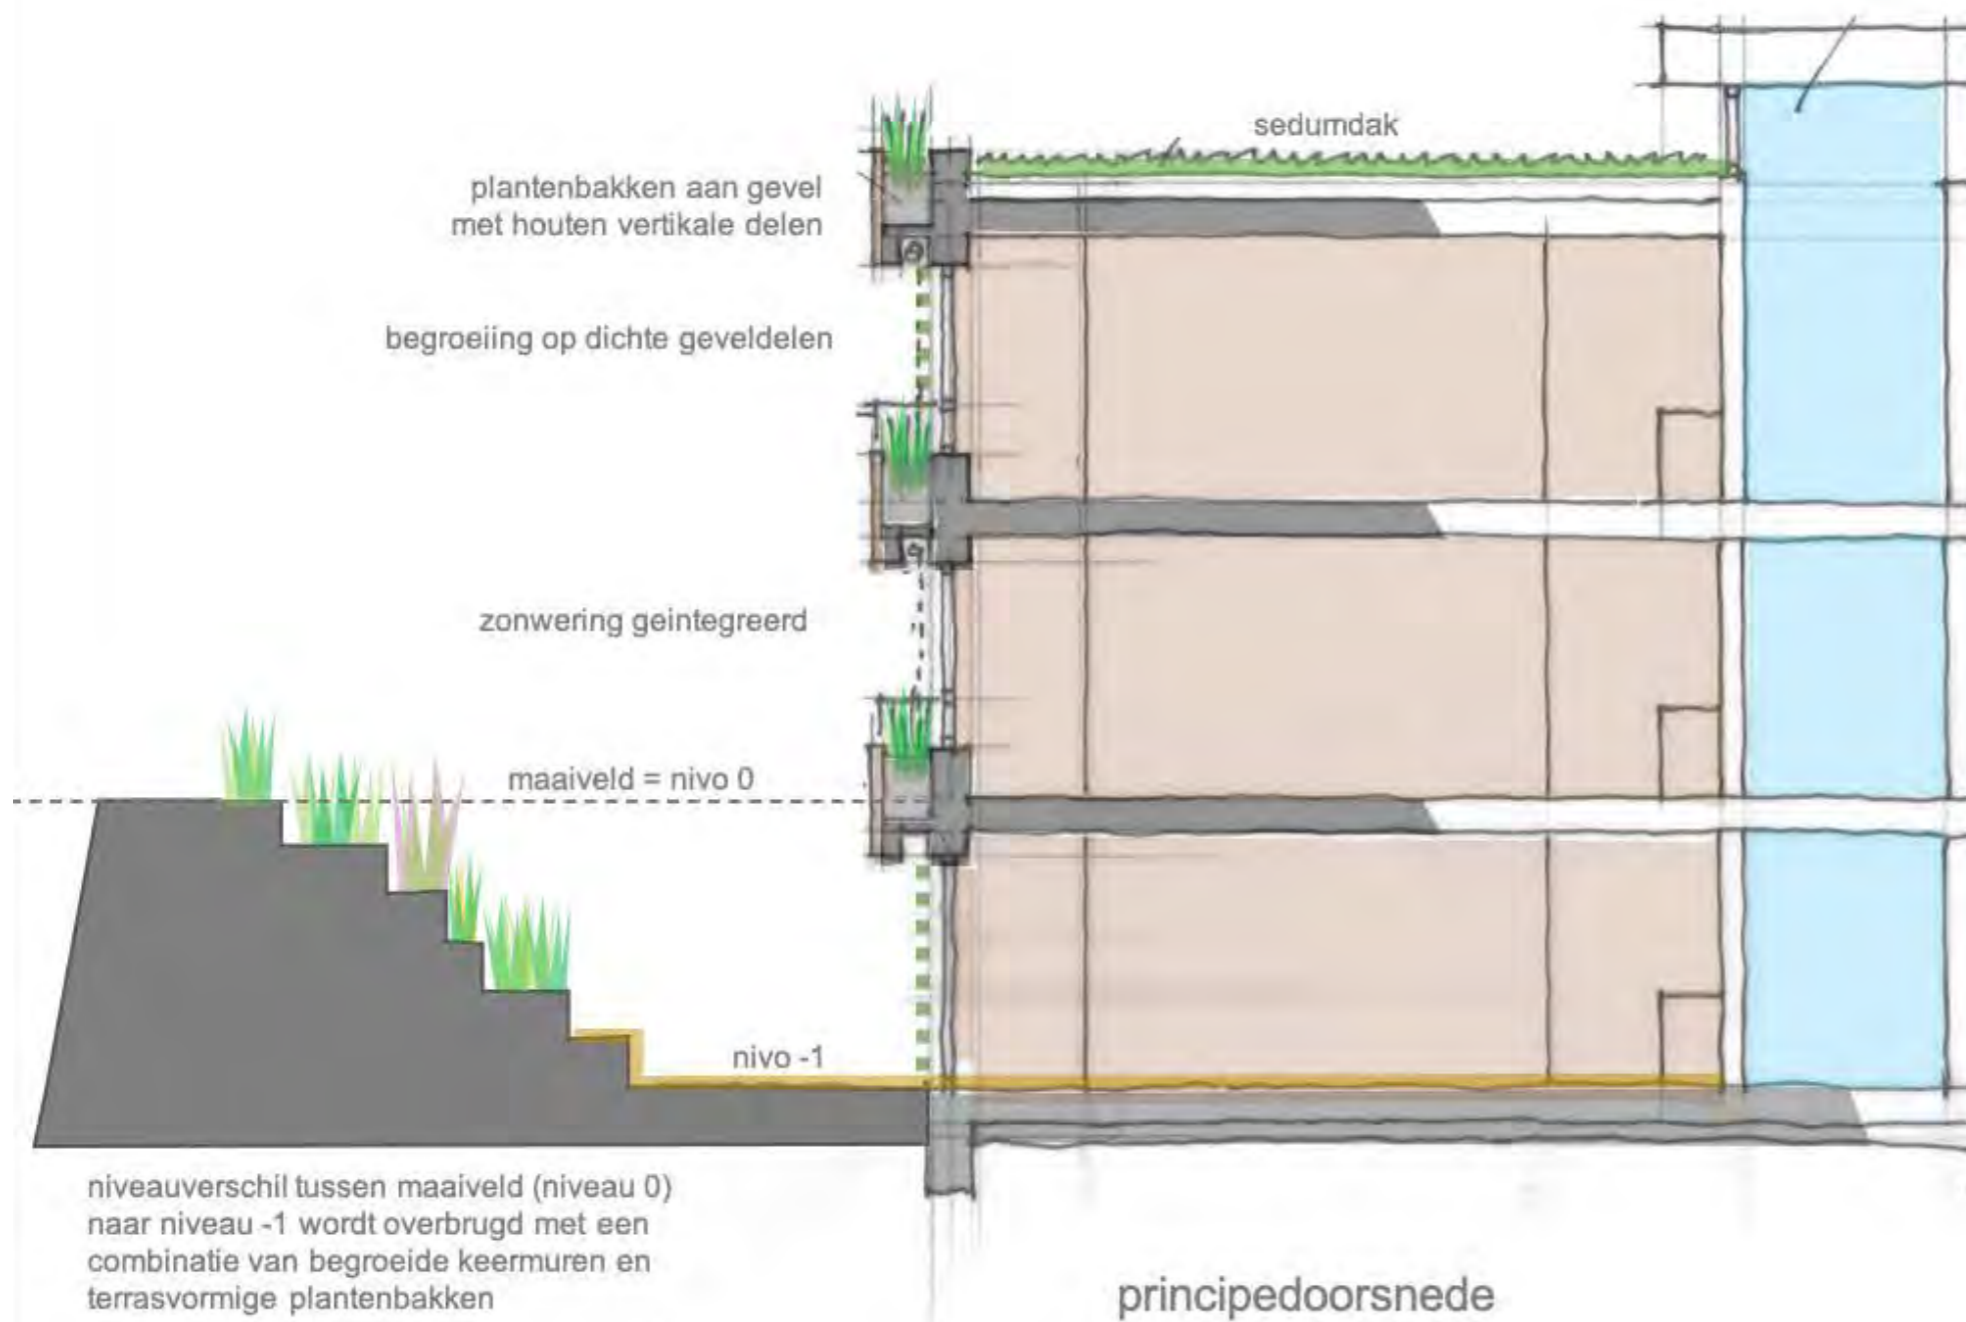 sedumdak
plantenbakken aan gevel
met houten vertikale delen
begroeiing op dichte geveldelen
zonwering geintegreerd
maaiveld = nivo 0
nivo -1
niveauverschil tussen maaiveld (niveau 0)
naar niveau -1 wordt overbrugd met een
combinatie van begroeide keermuren en
terrasvormige plantenbakken
principedoorsnede